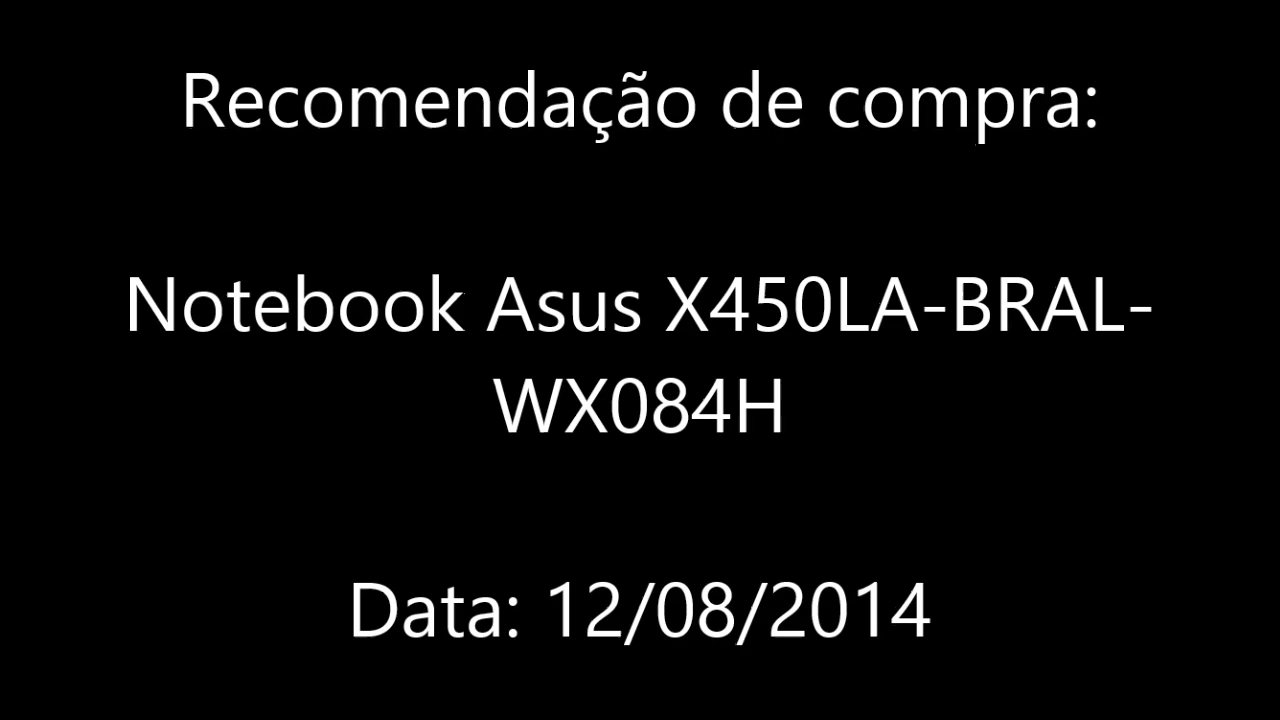 Recomendação de compra:
Notebook Asus X450LA-BRAL-
WX084H
Data: 12/08/2014